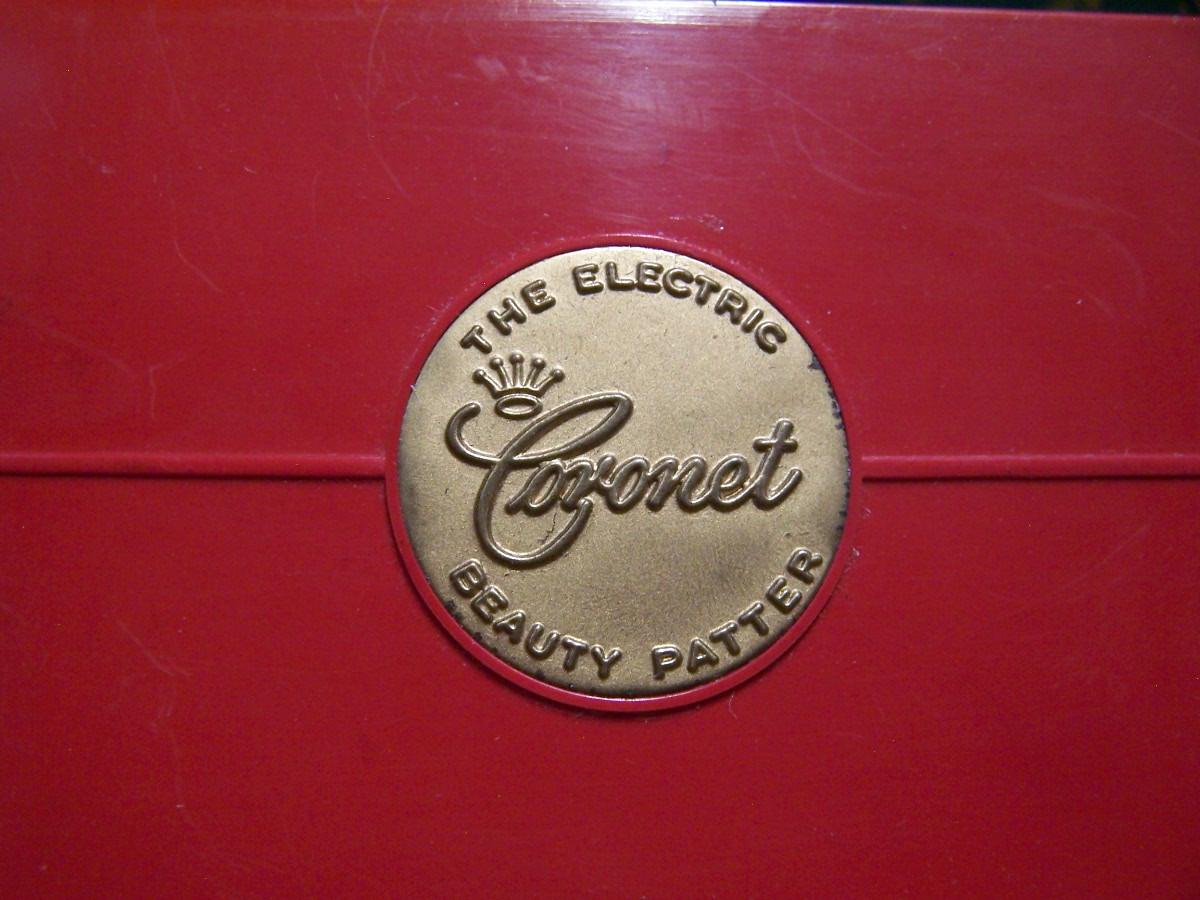 THE ELECTRIC
Coronet
BEAUTY PATTER